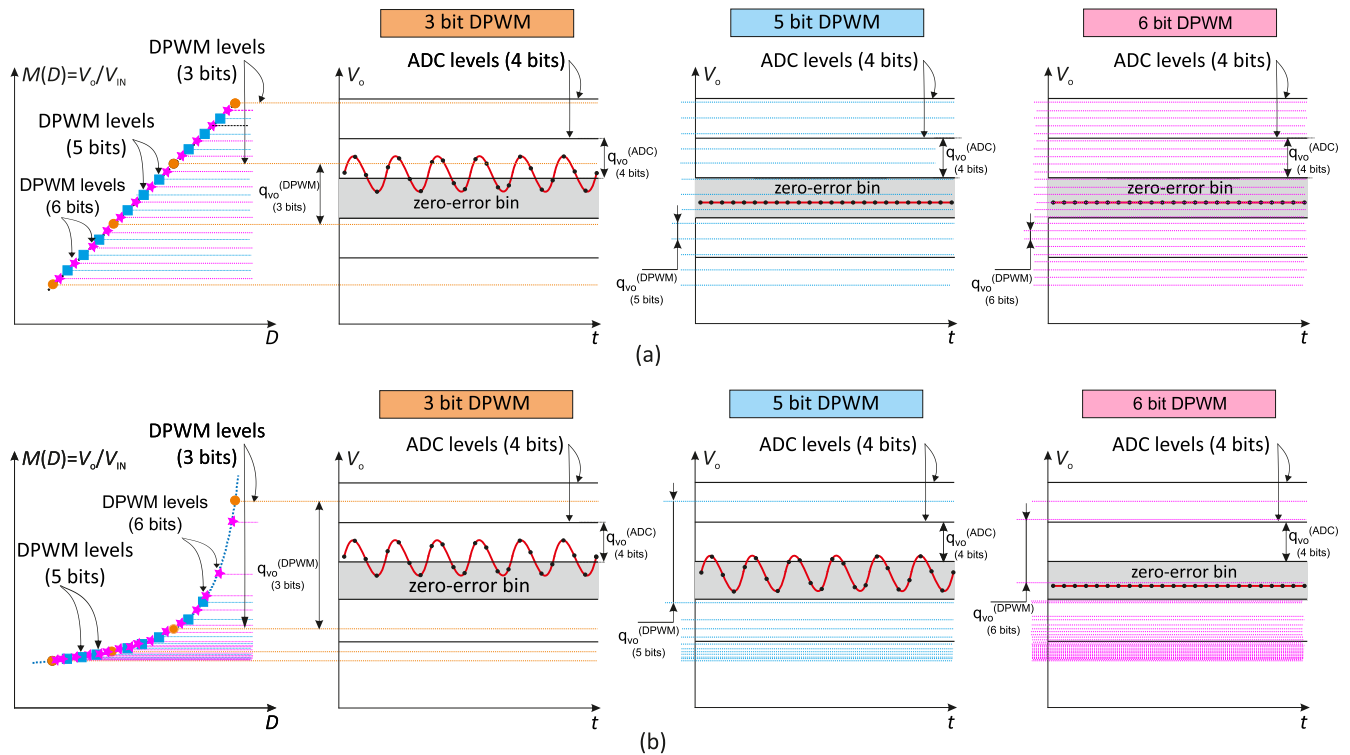 3 bit DPWM
5 bit DPWM
6 bit DPWM
DPWM levels
(3 bits)
M(D)=Vo/VIN
DPWM levels
(5 bits)
DPWM levels
(6 bits)
qvo(DPWM)
(3 bits)
D
Vo
ADC levels (4 bits)
qvo(ADC)
(4 bits)
zero-error bin
t
Vo
ADC levels (4 bits)
qvo(ADC)
(4 bits)
zero-error bin
qvo(DPWM)
(5 bits)
t
Vo
ADC levels (4 bits)
qvo(ADC)
(4 bits)
zero-error bin
qvo(DPWM)
(6 bits)
t
(a)
3 bit DPWM
5 bit DPWM
6 bit DPWM
DPWM levels
(3 bits)
M(D)=Vo/VIN
DPWM levels
(6 bits)
DPWM levels
(5 bits)
qvo(DPWM)
(3 bits)
D
Vo
ADC levels (4 bits)
qvo(ADC)
(4 bits)
zero-error bin
t
Vo
ADC levels (4 bits)
qvo(ADC)
(4 bits)
zero-error bin
qvo(DPWM)
(5 bits)
t
Vo
ADC levels (4 bits)
qvo(ADC)
(4 bits)
zero-error bin
qvo(DPWM)
(6 bits)
t
(b)